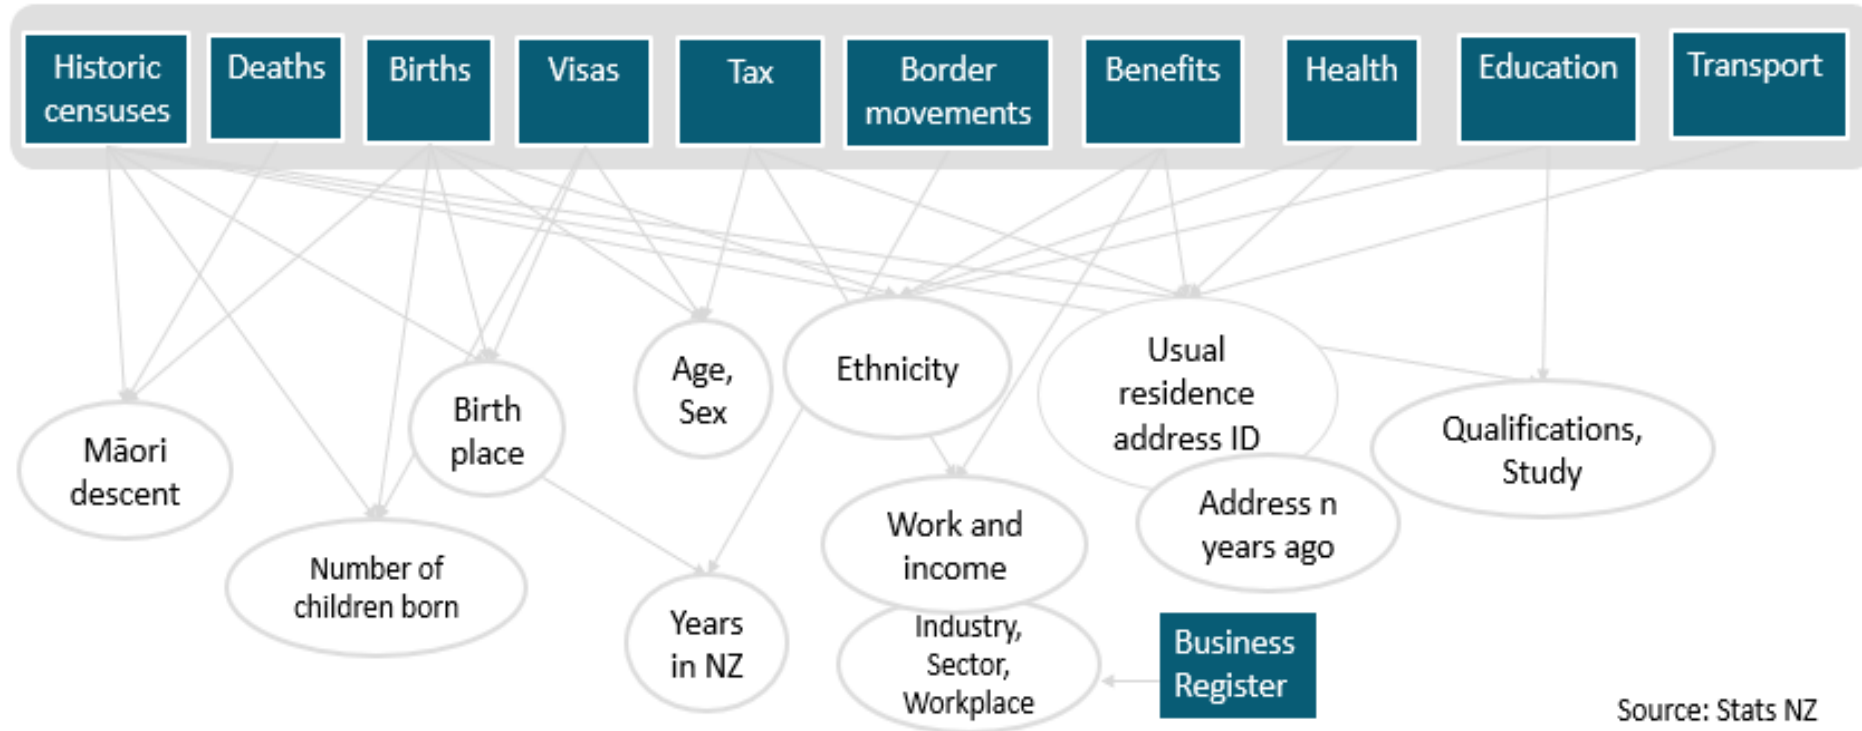 Historic
censuses
Deaths
Births
Visas
Tax
Border
movements
Benefits
Health
Education
Transport
Māori
descent
Number of
children born
Birth
place
Age,
Sex
Years
in NZ
Ethnicity
Work and
income
Industry,
Sector,
Workplace
Usual
residence
address ID
Address n
years ago
Qualifications,
Study
Business
Register
Source: Stats NZ